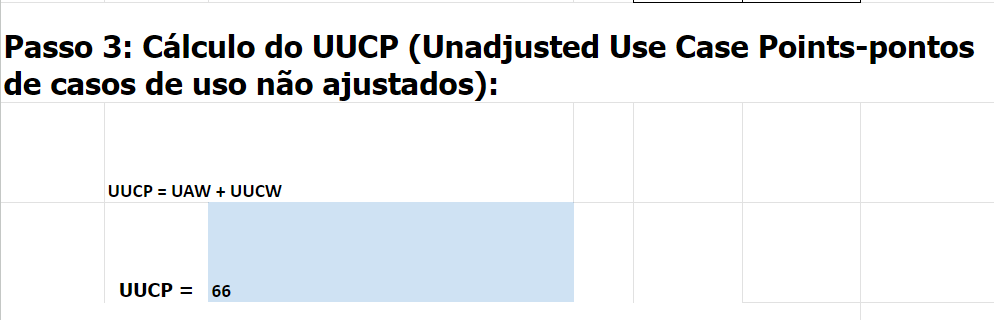 Passo 3: Cálculo do UUCP (Unadjusted Use Case Points-pontos
de casos de uso não ajustados):
UUCP = UAW + UUCW
UUCP = 66